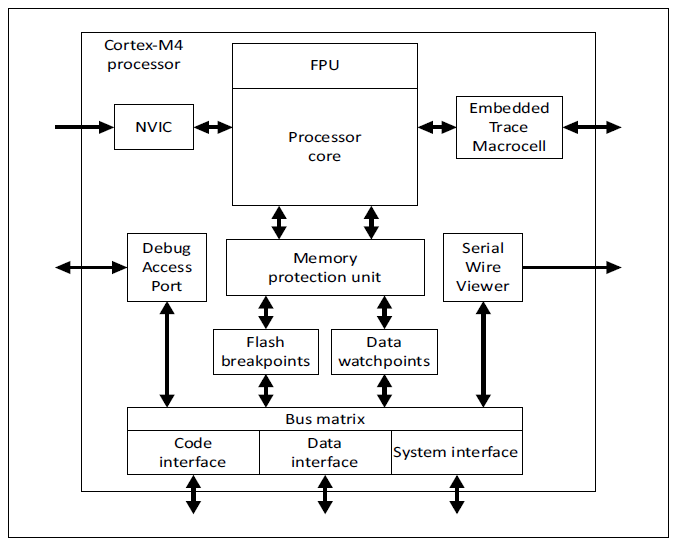 Cortex-M4
processor
FPU
NVIC
Processor
core
Embedded
Trace
Macrocell
Debug
Access
Port
Memory
protection unit
Serial
Wire
Viewer
Flash
breakpoints
Data
watchpoints
Bus matrix
Code
interface
Data
interface
System interface